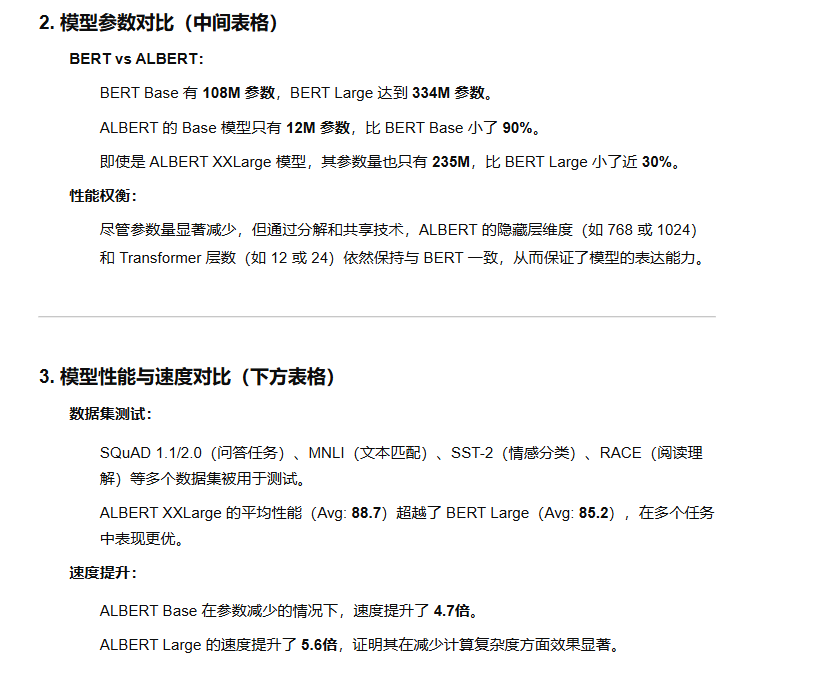 2. 模型参数对比（中间表格）
BERT vs ALBERT：
BERT Base 有 108M 参数，BERT Large 达到 334M 参数。
ALBERT 的 Base 模型只有 12M 参数，比 BERT Base 小了 90%。
即使是 ALBERT XXLarge 模型，其参数量也只有 235M，比 BERT Large 小了近 30%。
性能权衡：
尽管参数量显著减少，但通过分解和共享技术，ALBERT 的隐藏层维度（如 768 或 1024）
和 Transformer 层数（如 12 或 24）依然保持与 BERT 一致，从而保证了模型的表达能力。
3. 模型性能与速度对比（下方表格）
数据集测试：
SQuAD 1.1/2.0（问答任务）、MNLI（文本匹配）、SST-2（情感分类）、RACE（阅读理
解）等多个数据集被用于测试。
ALBERT XXLarge 的平均性能（Avg: 88.7）超越了 BERT Large（Avg: 85.2），在多个任务
中表现更优。
速度提升：
ALBERT Base 在参数减少的情况下，速度提升了 4.7倍。
ALBERT Large 的速度提升了 5.6倍，证明其在减少计算复杂度方面效果显著。